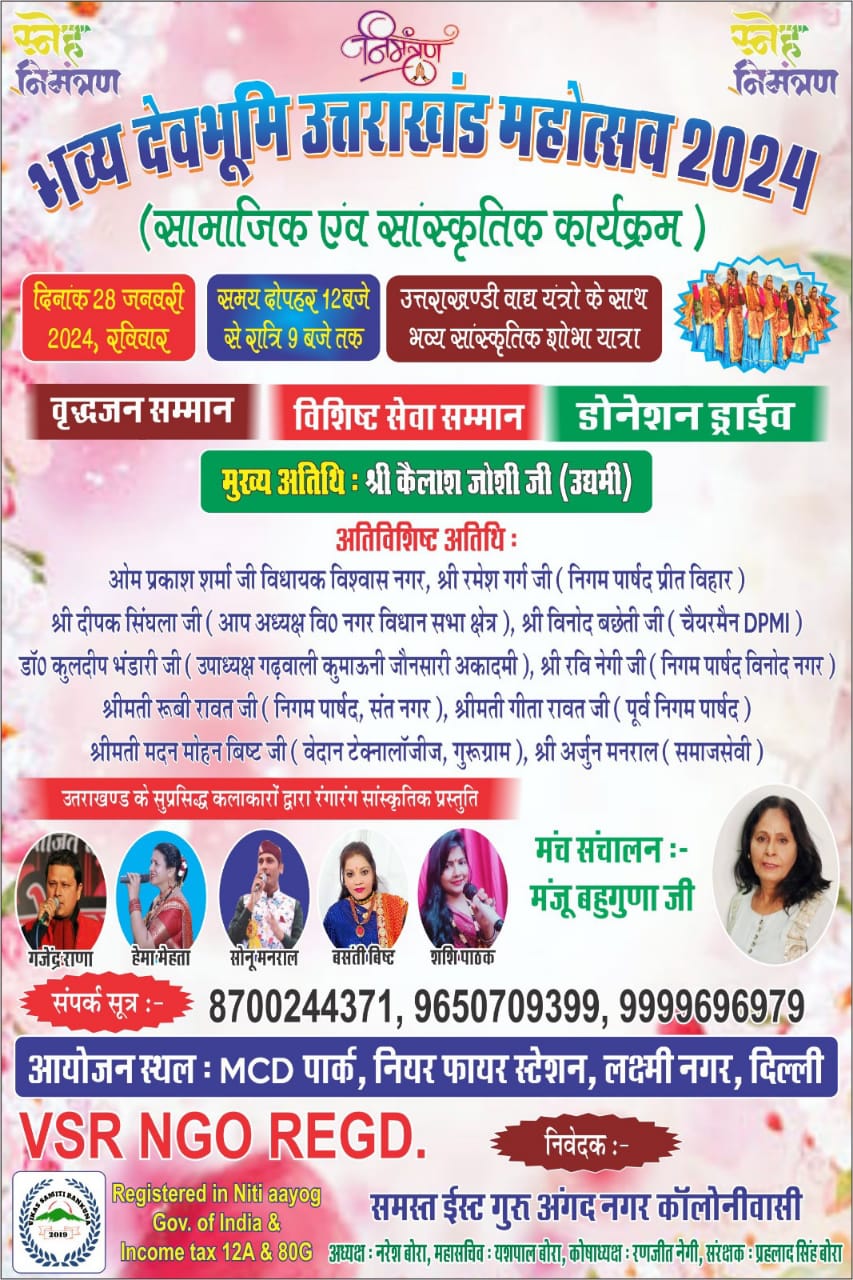 स्नेह निमंत्रण
निमंत्रण
स्नेह निमंत्रण
भव्य देवभूमि उत्तराखंड महोत्सव 2024
(सामाजिक एंव सांस्कृतिक कार्यक्रम )
दिनांक 28 जनवरी
2024, रविवार
समय दोपहर 12बजे
से रात्रि 9 बजे तक
उत्तराखण्डी वाद्य यंत्रो के साथ
भव्य सांस्कृतिक शोभा यात्रा
वृद्धजन सम्मान
विशिष्ट सेवा सम्मान
डोनेशन ड्राईव
मुख्य अतिथि : श्री कैलाश जोशी जी (उद्यमी)
अतिविशिष्ट अतिथि :
ओम प्रकाश शर्मा जी विधायक विश्वास नगर, श्री रमेश गर्ग जी ( निगम पार्षद प्रीत विहार )
श्री दीपक सिंघला जी ( आप अध्यक्ष वि0 नगर विधान सभा क्षेत्र ), श्री विनोद बछेती जी ( चैयरमैन DPMI )
डॉ0 कुलदीप भंडारी जी ( उपाध्यक्ष गढ़वाली कुमाऊनी जौनसारी अकादमी ), श्री रवि नेगी जी ( निगम पार्षद विनोद नगर )
श्रीमती रूबी रावत जी ( निगम पार्षद, संत नगर ), श्रीमती गीता रावत जी ( पूर्व निगम पार्षद )
श्रीमती मदन मोहन बिष्ट जी ( वेदान टेक्नालॉजीज, गुरूग्राम ), श्री अर्जुन मनराल ( समाजसेवी )
उतराखण्ड के सुप्रसिद्ध कलाकारों द्वारा रंगारंग सांस्कृतिक प्रस्तुति
मंच संचालन :-
मंजू बहुगुणा जी
गजेंद्र राणा
हेमा मेहता
सोनू मनराल
बसंती बिष्ट
शशि पाठक
संपर्क सूत्र :-
8700244371, 9650709399, 9999696979
आयोजन स्थल : MCD पार्क, नियर फायर स्टेशन, लक्ष्मी नगर, दिल्ली
VSR NGO REGD.
निवेदक :-
VIKAS SAMITI RANKUNA
2019
Registered in Niti aayog
Gov. of India &
Income tax 12A & 80G
समस्त ईस्ट गुरू अंगद नगर कॉलोनीवासी
अध्यक्ष : नरेश बोरा, महासचिव : यशपाल बोरा, कोषाध्यक्ष : रणजीत नेगी, संरक्षक : प्रहलाद सिंह बोरा